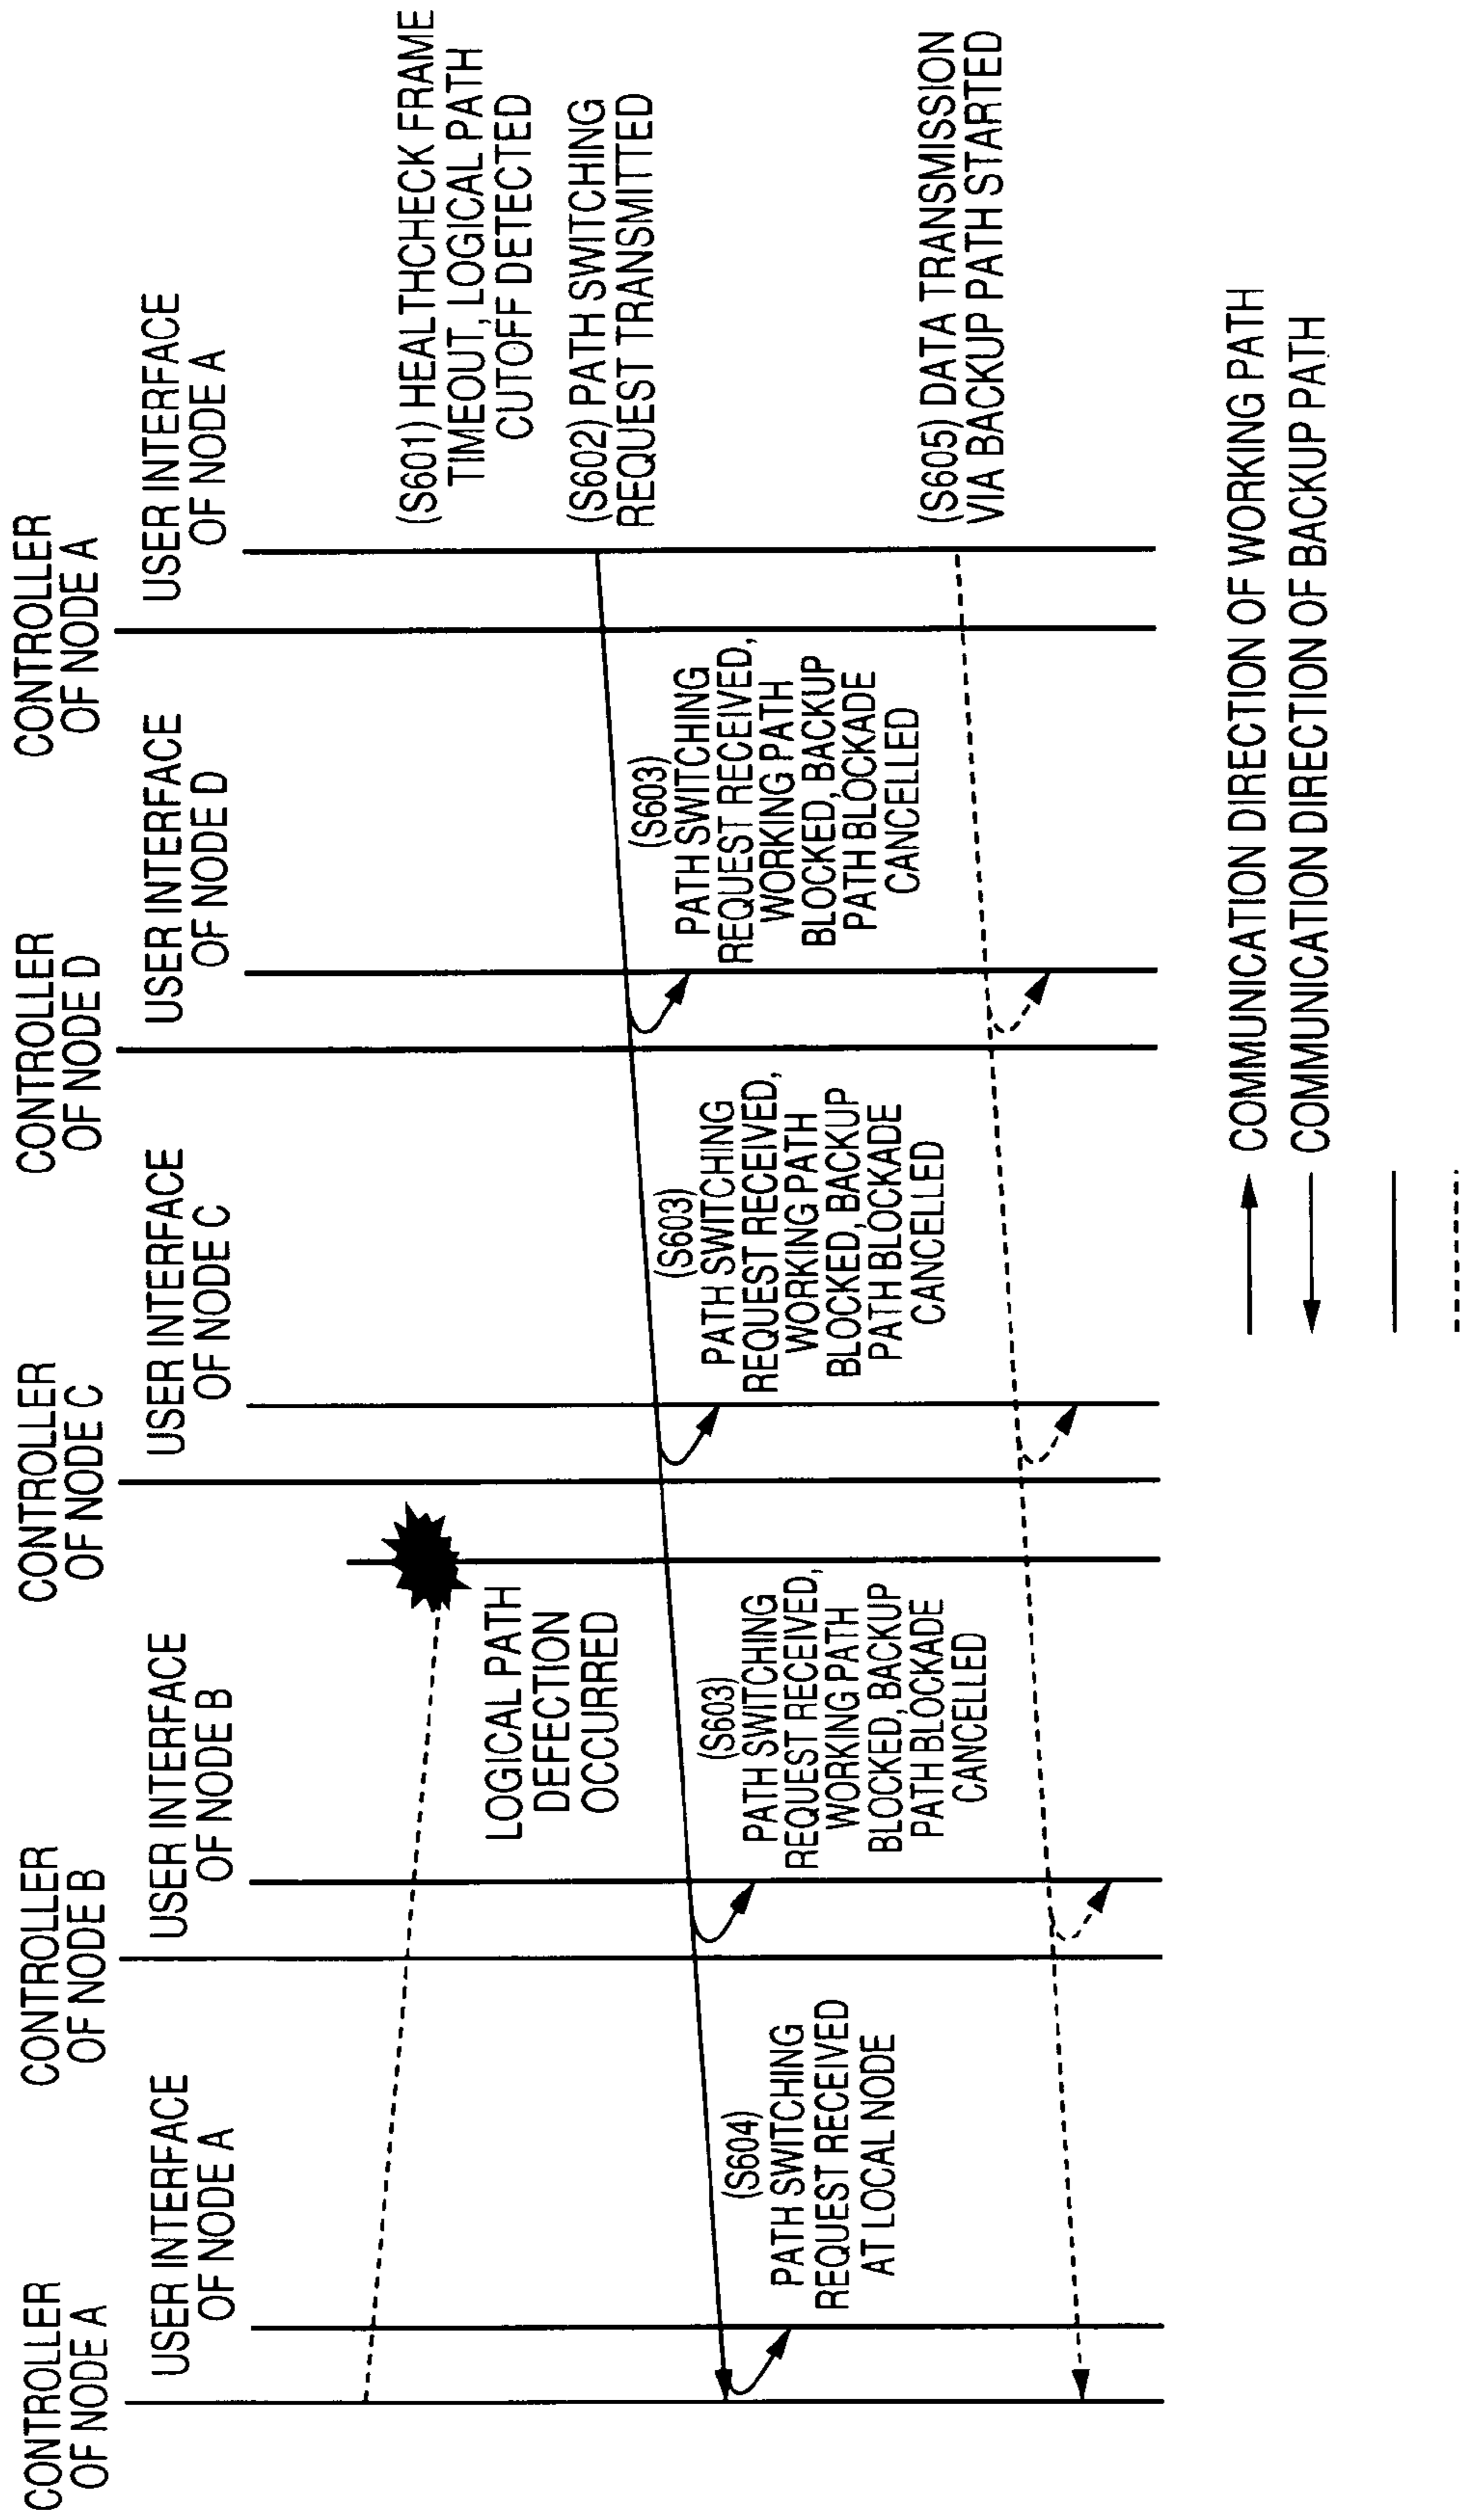 CONTROLLER
OF NODE A
USER INTERFACE
OF NODE A
CONTROLLER
OF NODE B
USER INTERFACE
OF NODE B
CONTROLLER
OF NODE C
USER INTERFACE
OF NODE C
CONTROLLER
OF NODE D
USER INTERFACE
OF NODE D
CONTROLLER
OF NODE A
USER INTERFACE
OF NODE A
(S601) HEALTHCHECK FRAME
TIMEOUT, LOGICAL PATH
CUTOFF DETECTED
LOGICAL PATH
DEFECTION
OCCURRED
(S602) PATH SWITCHING
REQUEST TRANSMITTED
(S603)
PATH SWITCHING
REQUEST RECEIVED,
WORKING PATH
BLOCKED, BACKUP
PATH BLOCKADE
CANCELLED
(S603)
PATH SWITCHING
REQUEST RECEIVED,
WORKING PATH
BLOCKED, BACKUP
PATH BLOCKADE
CANCELLED
(S603)
PATH SWITCHING
REQUEST RECEIVED,
WORKING PATH
BLOCKED, BACKUP
PATH BLOCKADE
CANCELLED
(S604)
PATH SWITCHING
REQUEST RECEIVED
AT LOCAL NODE
(S605) DATA TRANSMISSION
VIA BACKUP PATH STARTED
COMMUNICATION DIRECTION OF WORKING PATH
COMMUNICATION DIRECTION OF BACKUP PATH